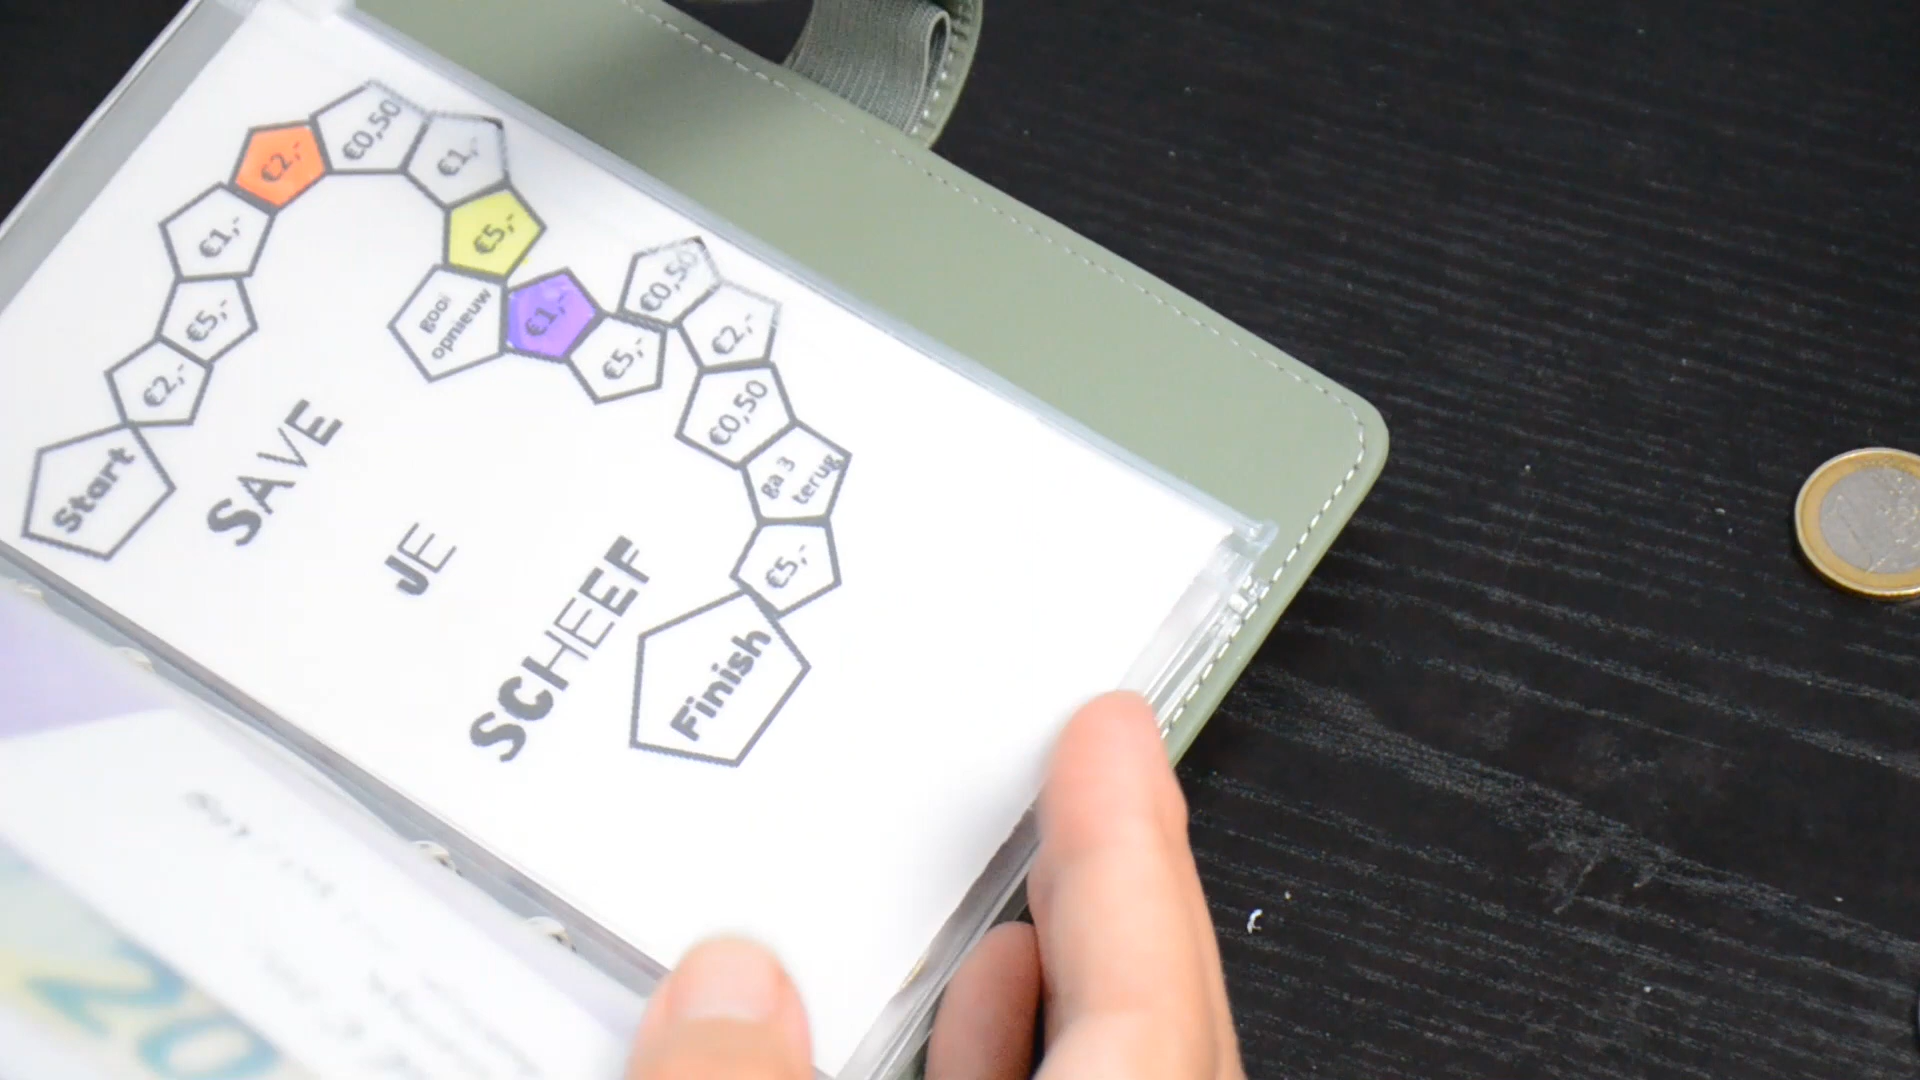 Start
€2,-
€5,-
€1,-
€2,-
€0,50
€1,-
€5,-
gooi
opnieuw
€1,-
€5,-
€0,50
€2,-
€0,50
ga 3
terug
€5,-
Finish
SAVE
JE
SCHEEF
20